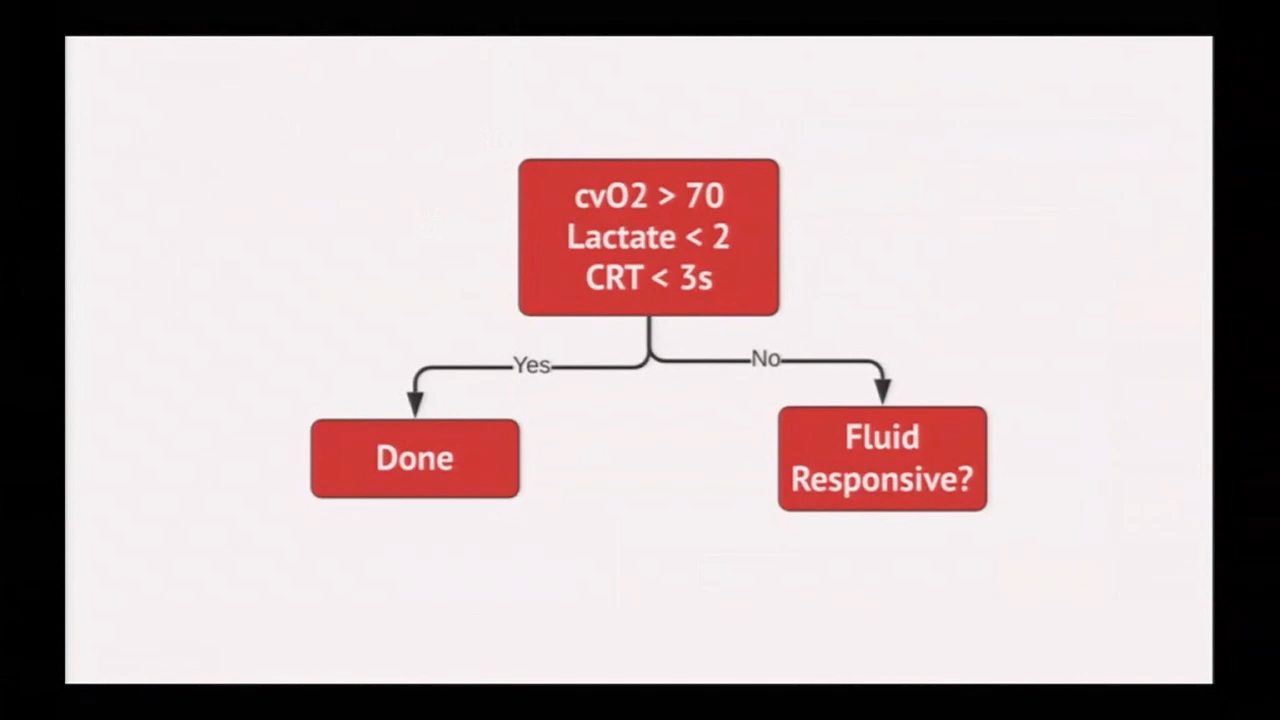 cvO2 > 70
Lactate < 2
CRT < 3s
Yes
No
Done
Fluid
Responsive?